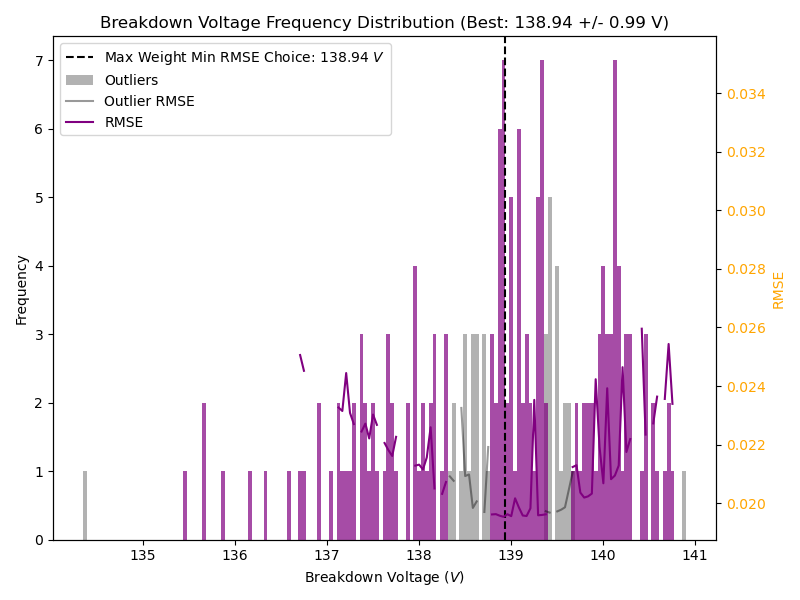 Breakdown Voltage Frequency Distribution (Best: 138.94 +/- 0.99 V)
Max Weight Min RMSE Choice: 138.94 V
Outliers
Outlier RMSE
RMSE
7
6
5
4
3
2
1
0
Frequency
0.034
0.032
0.030
0.028
0.026
0.024
0.022
0.020
RMSE
135
136
137
138
139
140
141
Breakdown Voltage (V)